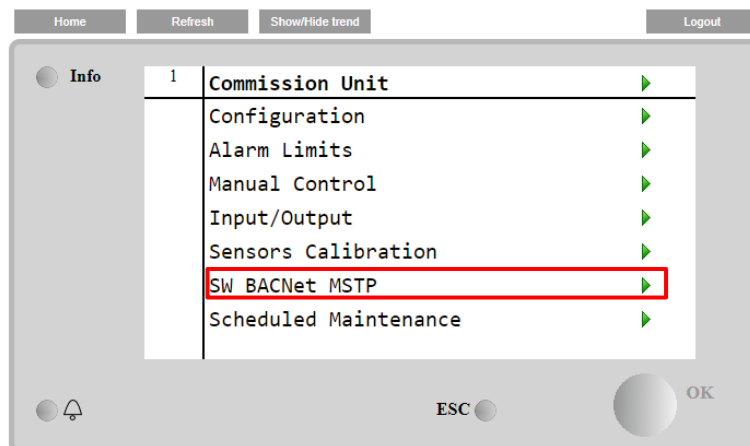 Home Refresh Show/Hide trend Logout
Info
1 Commission Unit
Configuration
Alarm Limits
Manual Control
Input/Output
Sensors Calibration
SW BACNet MSTP
Scheduled Maintenance
ESC OK